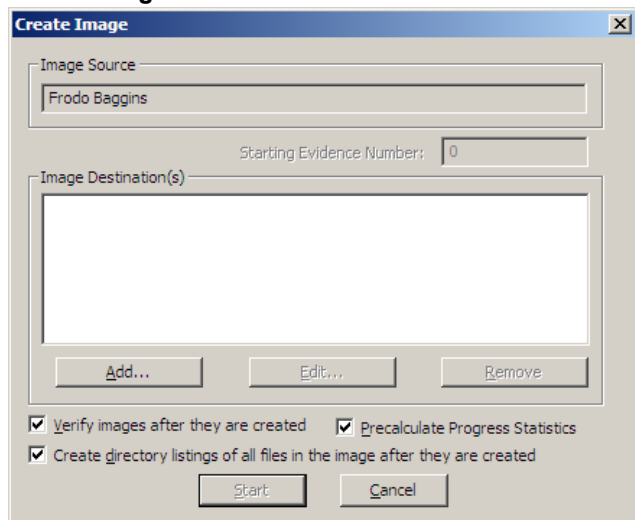 Create Image
Image Source
Frodo Baggins
Starting Evidence Number: 0
Image Destination(s)
Add... Edit... Remove
Verify images after they are created Precalculate Progress Statistics
Create directory listings of all files in the image after they are created
Start Cancel